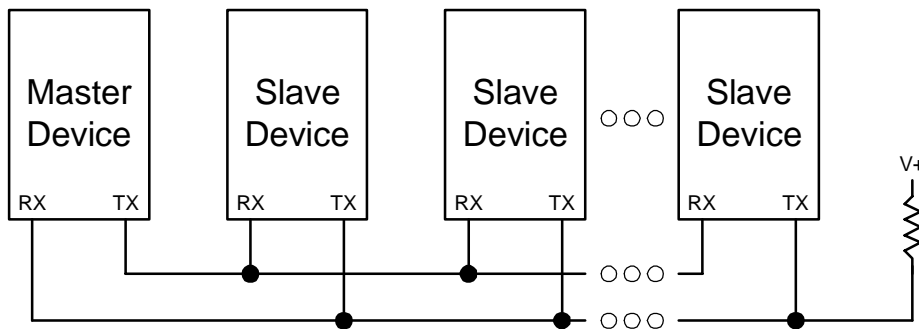 Master
Device
Slave
Device
Slave
Device
Slave
Device
RX TX
RX TX
RX TX
RX TX
V+